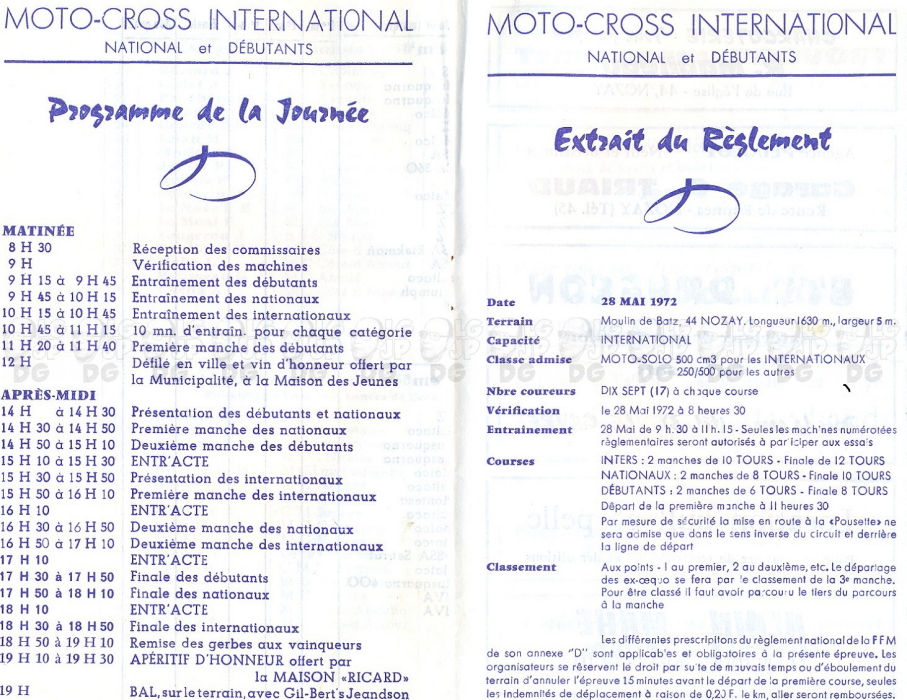 MOTO-CROSS INTERNATIONAL
NATIONAL et DÉBUTANTS
Programme de la Journée
MATINÉE
8 H 30 Réception des commissaires
9 H Vérification des machines
9 H 15 à 9 H 45 Entraînement des débutants
9 H 45 à 10 H 15 Entraînement des nationaux
10 H 15 à 10 H 45 Entraînement des internationaux
10 H 45 à 11 H 15 10 mn. d'entraîn. pour chaque catégorie
11 H 20 à 11 H 40 Première manche des débutants
12 H Défilé en ville et vin d'honneur offert par
la Municipalité, à la Maison des Jeunes
APRÈS-MIDI
14 H à 14 H 30 Présentation des débutants et nationaux
14 H 30 à 14 H 50 Première manche des nationaux
14 H 50 à 15 H 10 Deuxième manche des débutants
15 H 10 à 15 H 30 ENTR'ACTE
15 H 30 à 15 H 50 Présentation des internationaux
15 H 50 à 16 H 10 Première manche des internationaux
16 H 10 ENTR'ACTE
16 H 30 à 16 H 50 Deuxième manche des nationaux
16 H 50 à 17 H 10 Deuxième manche des internationaux
17 H 10 ENTR'ACTE
17 H 30 à 17 H 50 Finale des débutants
17 H 50 à 18 H 10 Finale des nationaux
18 H 10 ENTR'ACTE
18 H 30 à 18 H 50 Finale des internationaux
18 H 50 à 19 H 10 Remise des gerbes aux vainqueurs
19 H 10 à 19 H 30 APÉRITIF D'HONNEUR offert par
la MAISON «RICARD»
19 H BAL, sur le terrain, avec Gil-Bert's Jeandson
MOTO-CROSS INTERNATIONAL
NATIONAL et DÉBUTANTS
Extrait du Règlement
Date 28 MAI 1972
Terrain Moulin de Batz, 44 NOZAY. Longueur 1630 m., largeur 5 m.
Capacité INTERNATIONAL
Classe admise MOTO-SOLO 500 cm3 pour les INTERNATIONAUX
250/500 pour les autres
Nbre coureurs DIX SEPT (17) à chaque course
Vérification le 28 Mai 1972 à 8 heures 30
Entrainement 28 Mai de 9 h. 30 à 11 h. 15 - Seules les machines numérotées
règlementaires seront autorisés à participer aux essais
Courses INTERS : 2 manches de 10 TOURS - Finale de 12 TOURS
NATIONAUX : 2 manches de 8 TOURS - Finale 10 TOURS
DÉBUTANTS : 2 manches de 6 TOURS - Finale 8 TOURS
Départ de la première manche à 11 heures 30
Par mesure de sécurité la mise en route à la «Pousette» ne
sera admise que dans le sens inverse du circuit et derrière
la ligne de départ
Classement Aux points - 1 au premier, 2 au deuxième, etc. Le départage
des ex-æquo se fera par le classement de la 3e manche.
Pour être classé il faut avoir parcouru le tiers du parcours
à la manche
Les différentes prescriptions du règlement national de la F F M
de son annexe "D" sont applicables et obligatoires à la présente épreuve. Les
organisateurs se réservent le droit par suite de mauvais temps ou d'éboulement du
terrain d'annuler l'épreuve 15 minutes avant le départ de la première course, seules,
les indemnités de déplacement à raison de 0,20 F. le km, aller seront remboursées.